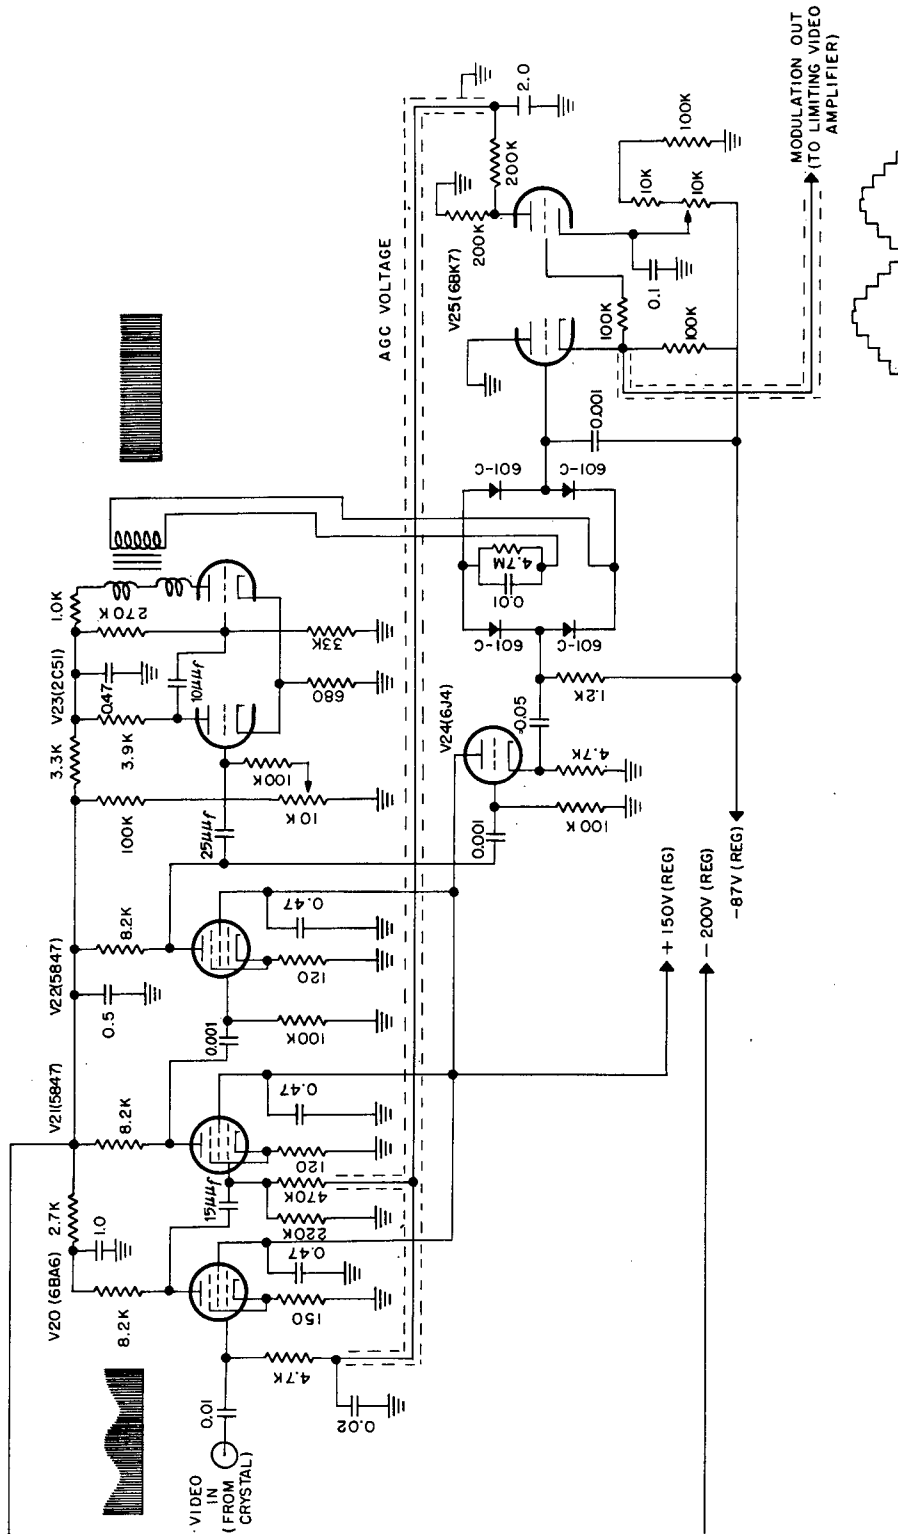 VIDEO
IN
(FROM
CRYSTAL)
0.01
4.7K
0.02
V20 (6BA6)
8.2K
1.0
2.7K
150
0.47
15µµf
220K
470K
V21(5847)
8.2K
120
0.47
0.001
100K
V22(5847)
0.5
8.2K
120
0.47
25µµf
100K
10K
100K
3.3K
3.9K
V23(2C51)
0.47
10µµf
680
270K
33K
1.0K
AGC VOLTAGE
V24(6J4)
0.001
100K
4.7K
0.05
1.2K
601-C
601-C
0.01
4.7M
601-C
601-C
0.001
V25(6BK7)
100K
100K
200K
200K
2.0
0.1
10K
10K
100K
+150V(REG)
-200V (REG)
-87V (REG)
MODULATION OUT
(TO LIMITING VIDEO
AMPLIFIER)